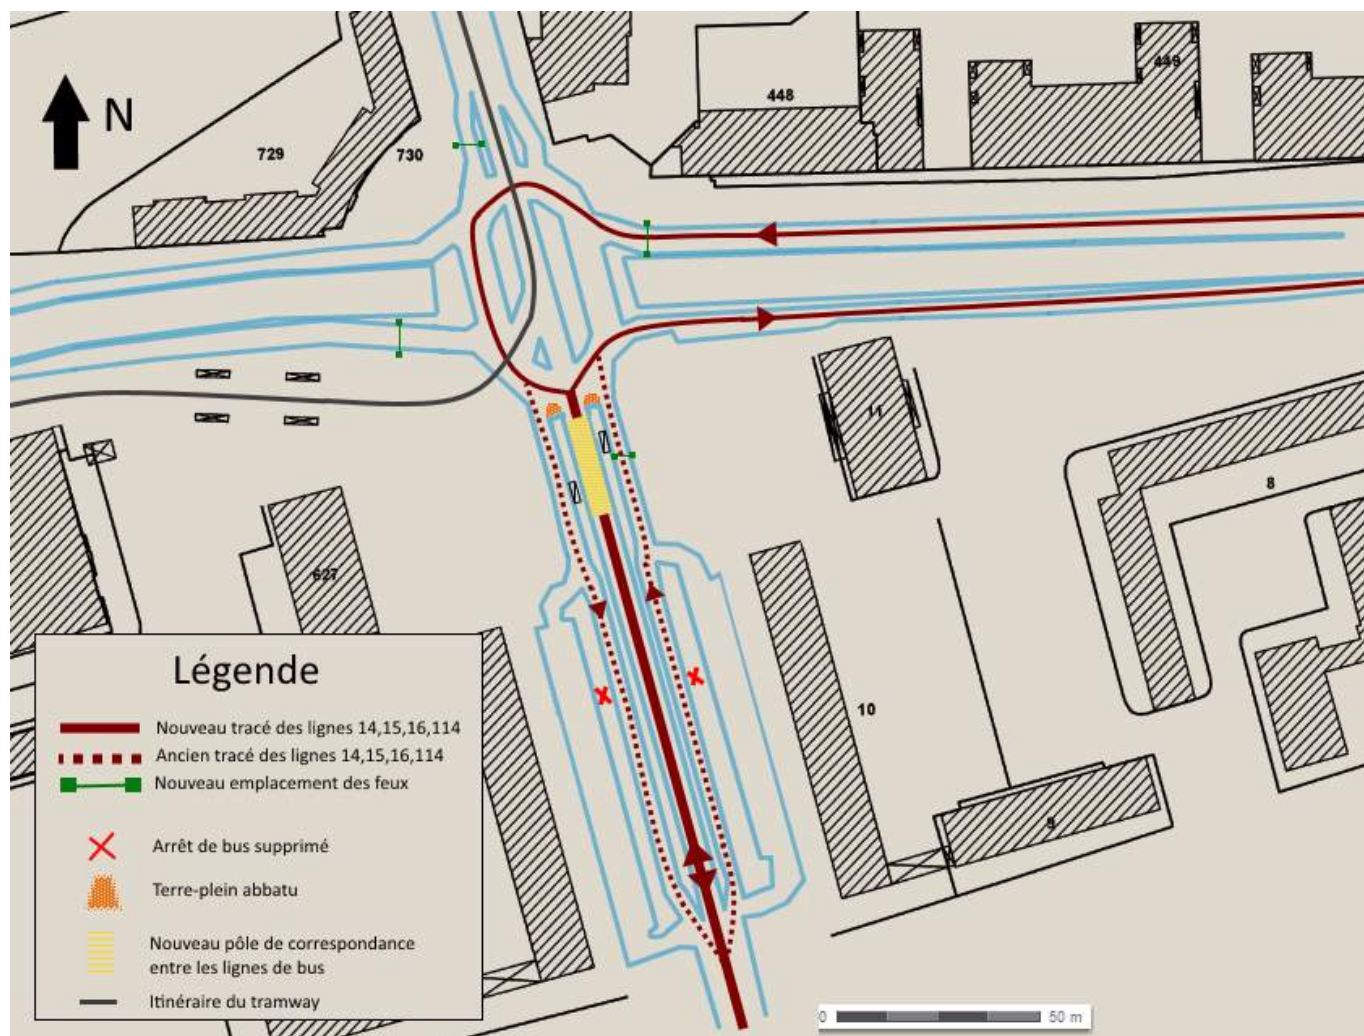 448
449
N
729
730
11
8
627
10
9
Légende
Nouveau tracé des lignes 14,15,16,114
Ancien tracé des lignes 14,15,16,114
Nouveau emplacement des feux
Arrêt de bus supprimé
Terre-plein abbatu
Nouveau pôle de correspondance
entre les lignes de bus
Itinéraire du tramway
0 50 m